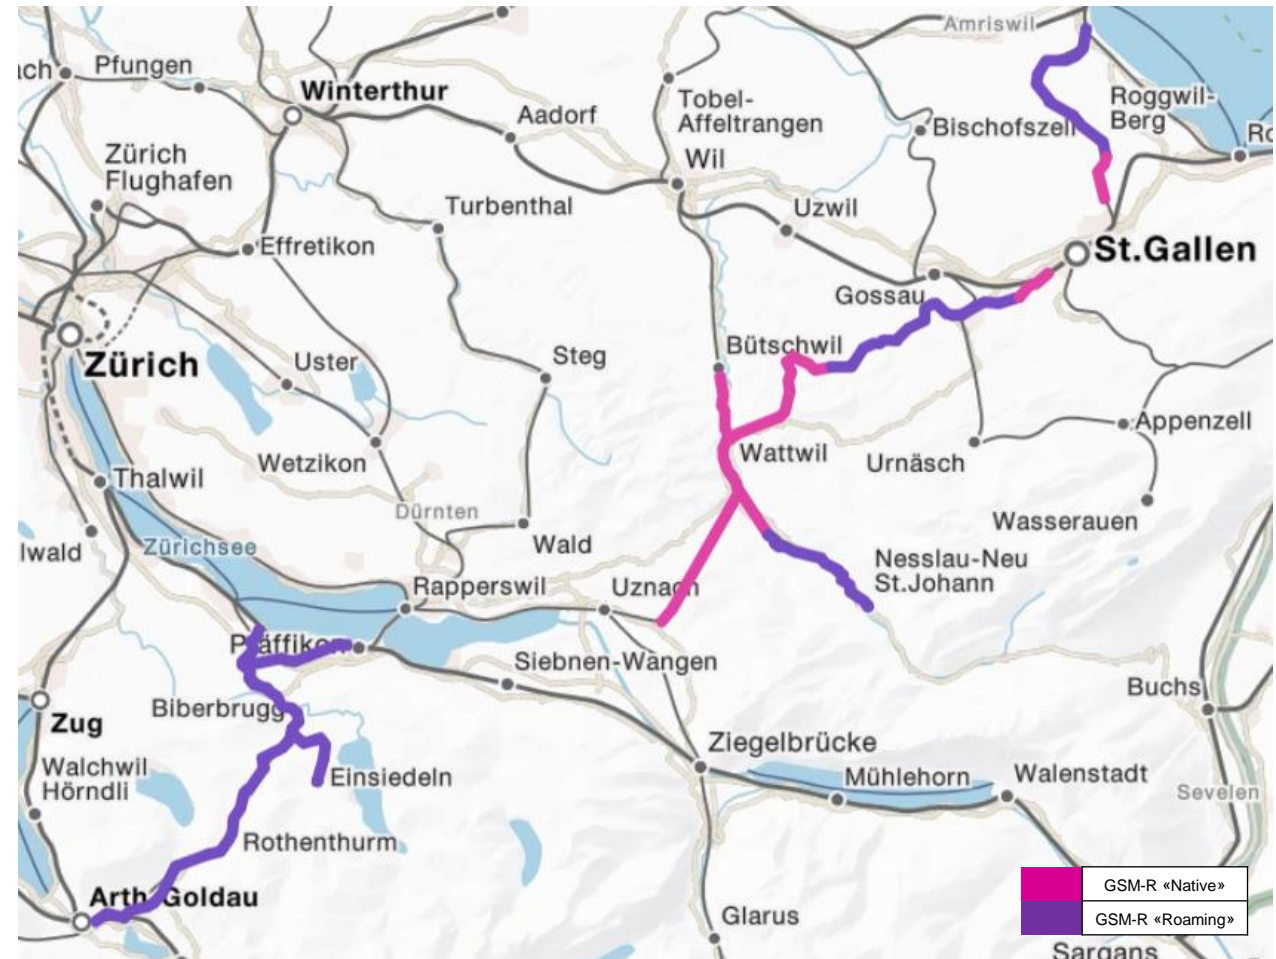 Amriswil
ach
Pfungen
Winterthur
Tobel-
Affeltrangen
Roggwil-
Berg
Aadorf
Bischofszell
Ro
Zürich
Flughafen
Wil
Turbenthal
Uzwil
Effretikon
St.Gallen
Gossau
Zürich
Uster
Steg
Bütschwil
Appenzell
Wetzikon
Wattwil
Urnäsch
Thalwil
Dürnten
Wasserauen
lwald
Zürichsee
Wald
Nesslau-Neu
St.Johann
Rapperswil
Uznach
Pfäffikon
Siebnen-Wangen
Buchs
Biberbrugg
Zug
Ziegelbrücke
Walchwil
Hörndli
Einsiedeln
Mühlehorn
Walenstadt
Sevelen
Rothenthurm
Arth-Goldau
Glarus
GSM-R «Native»
GSM-R «Roaming»
Sargans